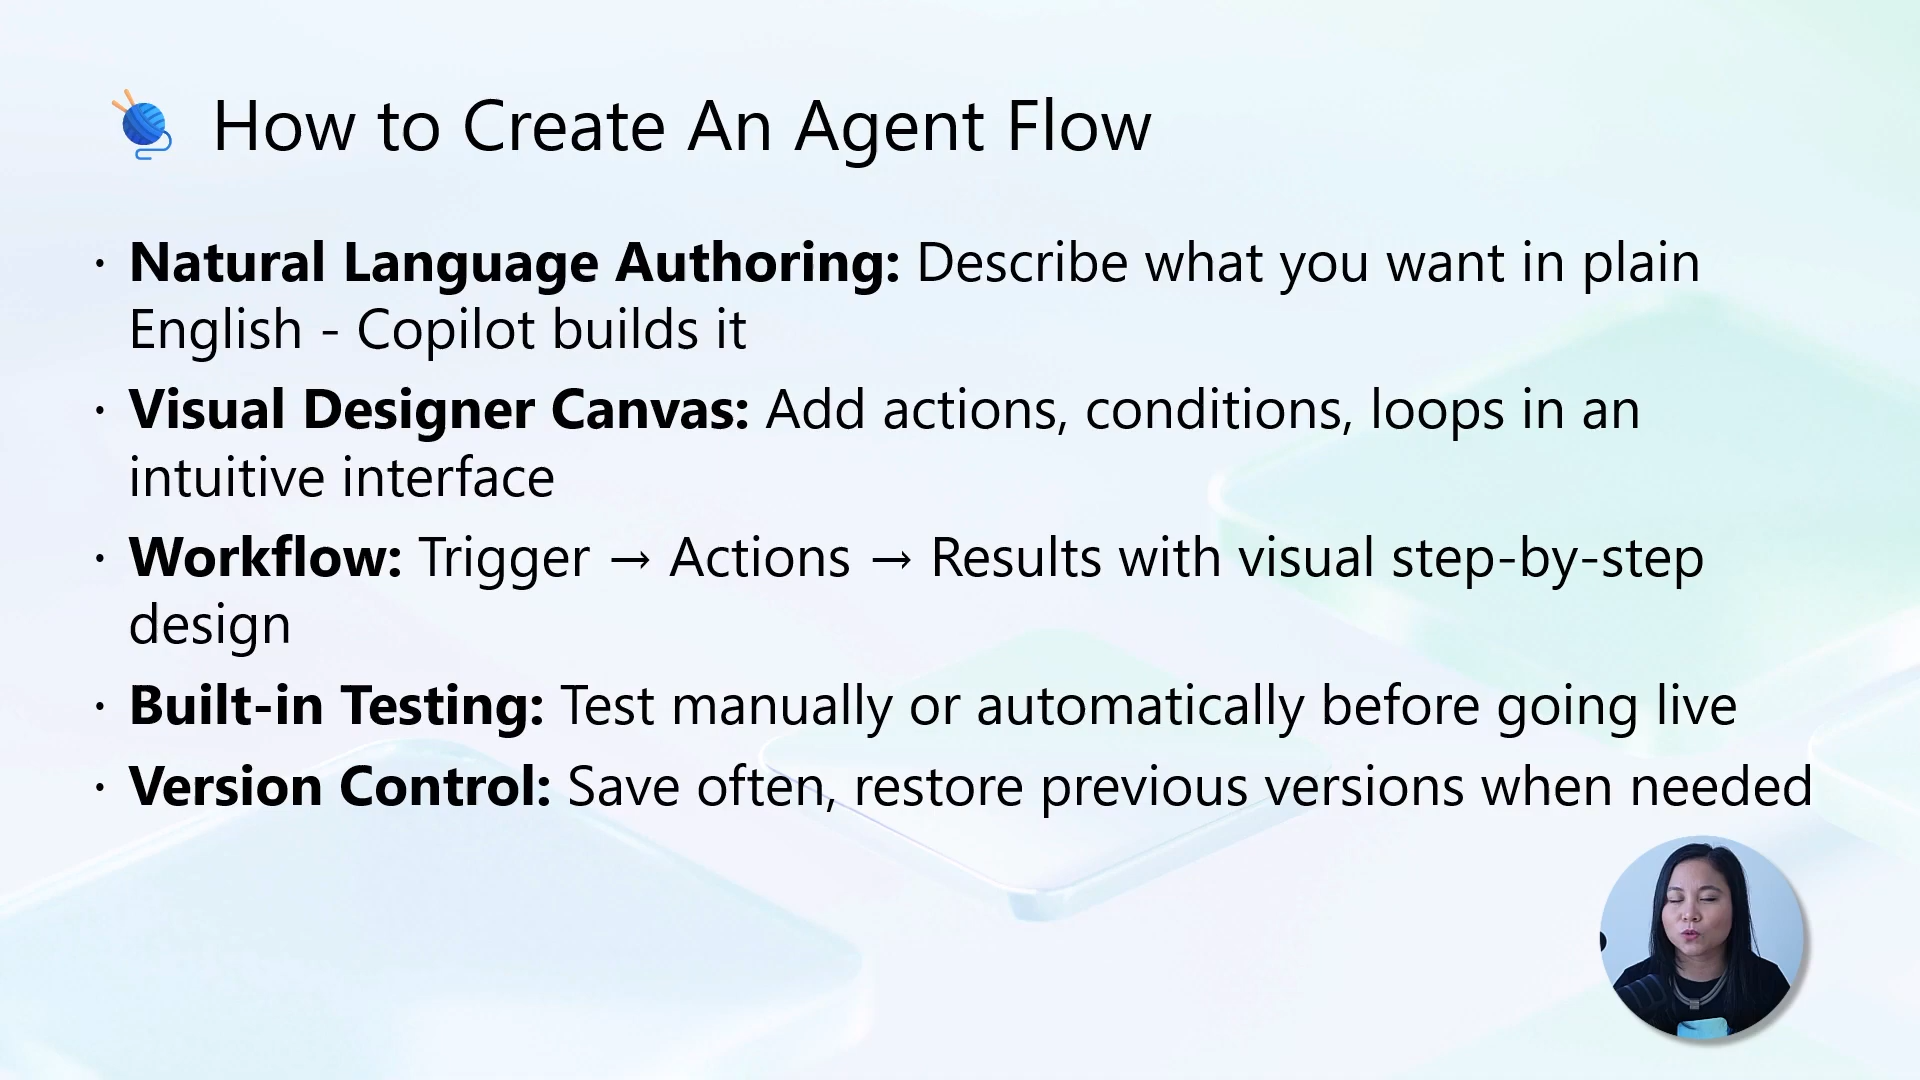 How to Create An Agent Flow
· Natural Language Authoring: Describe what you want in plain
English - Copilot builds it
· Visual Designer Canvas: Add actions, conditions, loops in an
intuitive interface
· Workflow: Trigger → Actions → Results with visual step-by-step
design
· Built-in Testing: Test manually or automatically before going live
· Version Control: Save often, restore previous versions when needed